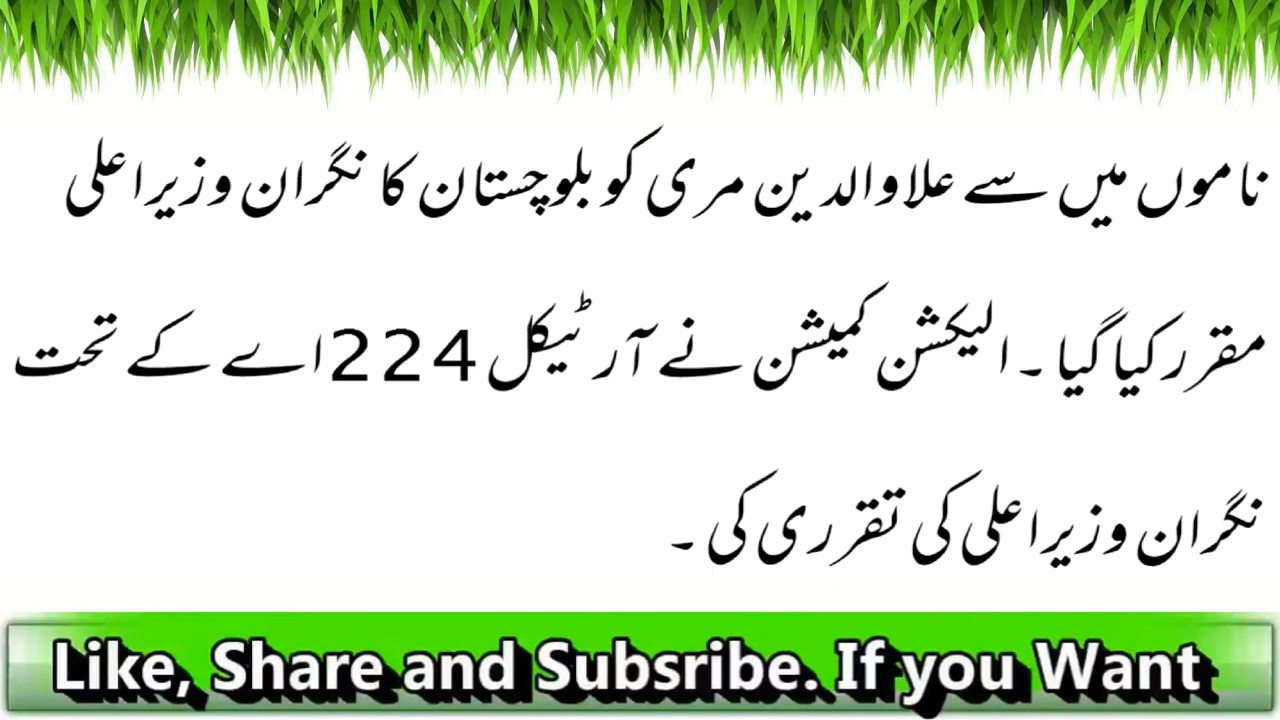 ناموں میں سے علاوالدین مری کو بلوچستان کا نگران وزیراعلی
مقرر کیا گیا ۔ الیکشن کمیشن نے آرٹیکل 224 اے کے تحت
نگران وزیراعلی کی تقرری کی ۔
Like, Share and Subsribe. If you Want